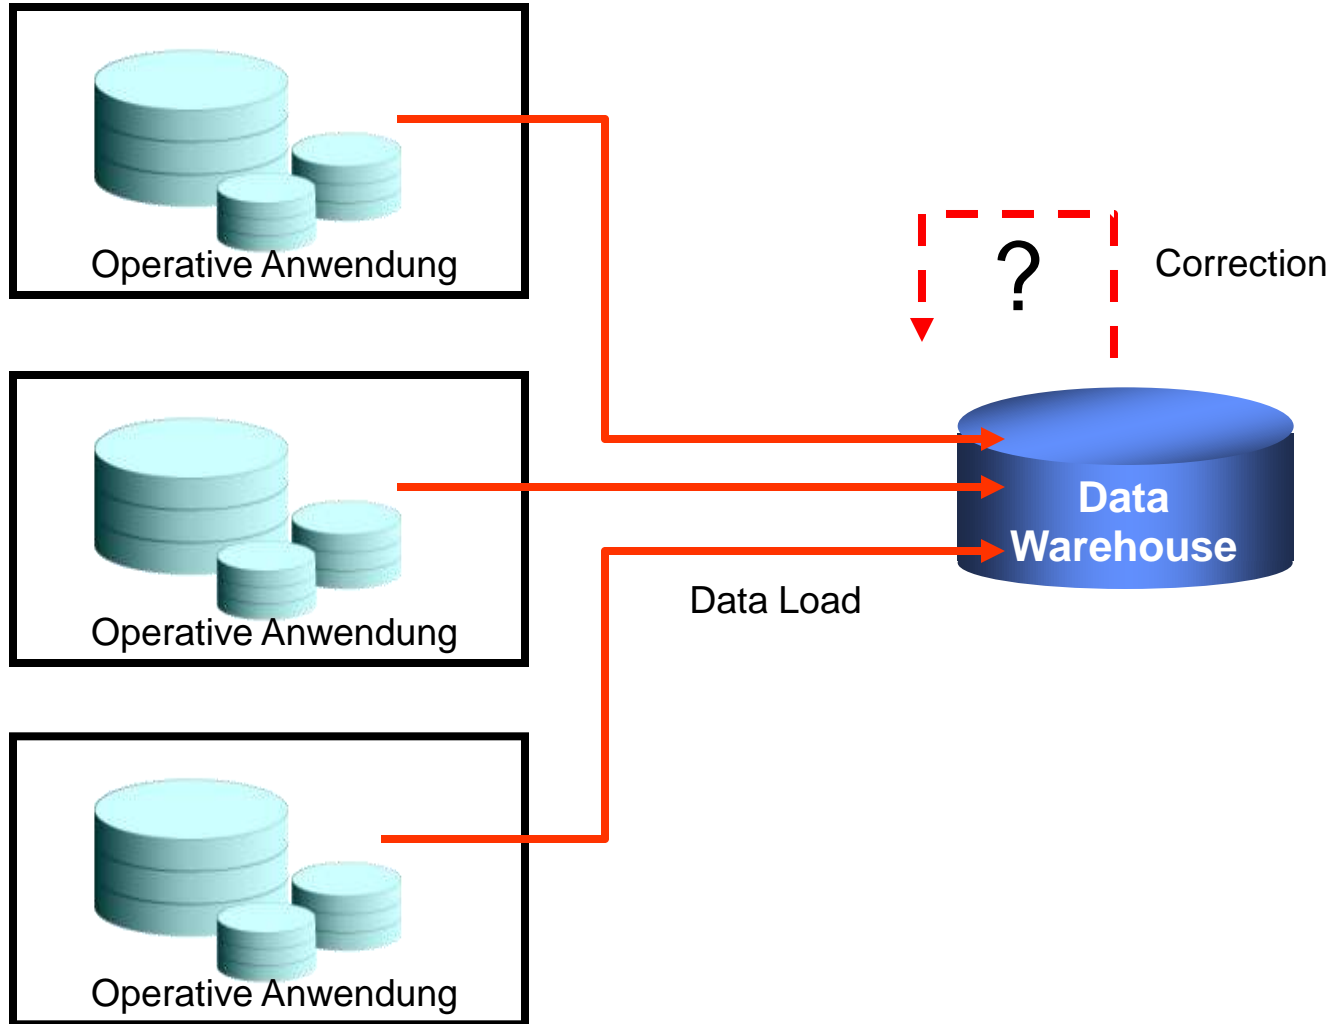 Operative Anwendung
?
Correction
Operative Anwendung
Data
Warehouse
Data Load
Operative Anwendung